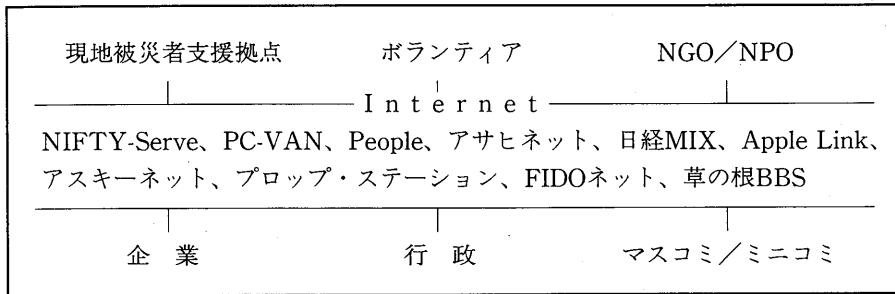 現地被災者支援拠点 ボランティア NGO／NPO
Internet
NIFTY-Serve、PC-VAN、People、アサヒネット、日経MIX、Apple Link、
アスキーネット、プロップ・ステーション、FIDOネット、草の根BBS
企業 行政 マスコミ／ミニコミ